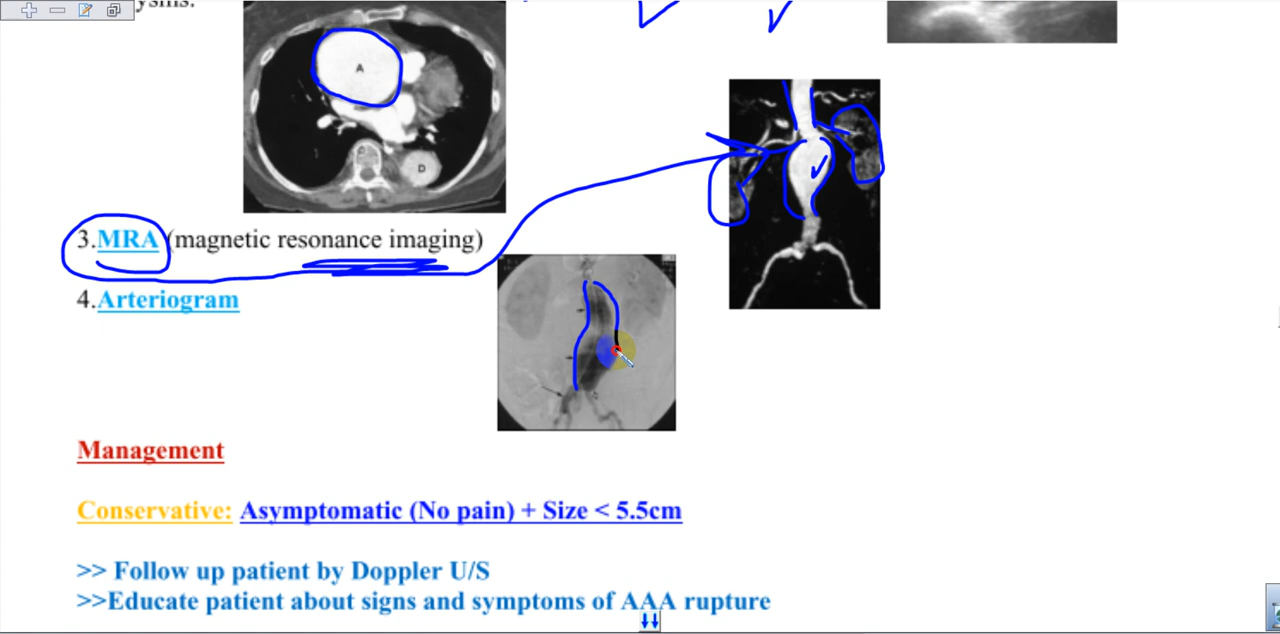 ysms.
A
D
3.MRA (magnetic resonance imaging)
4.Arteriogram
Management
Conservative: Asymptomatic (No pain) + Size < 5.5cm
>> Follow up patient by Doppler U/S
>>Educate patient about signs and symptoms of AAA rupture